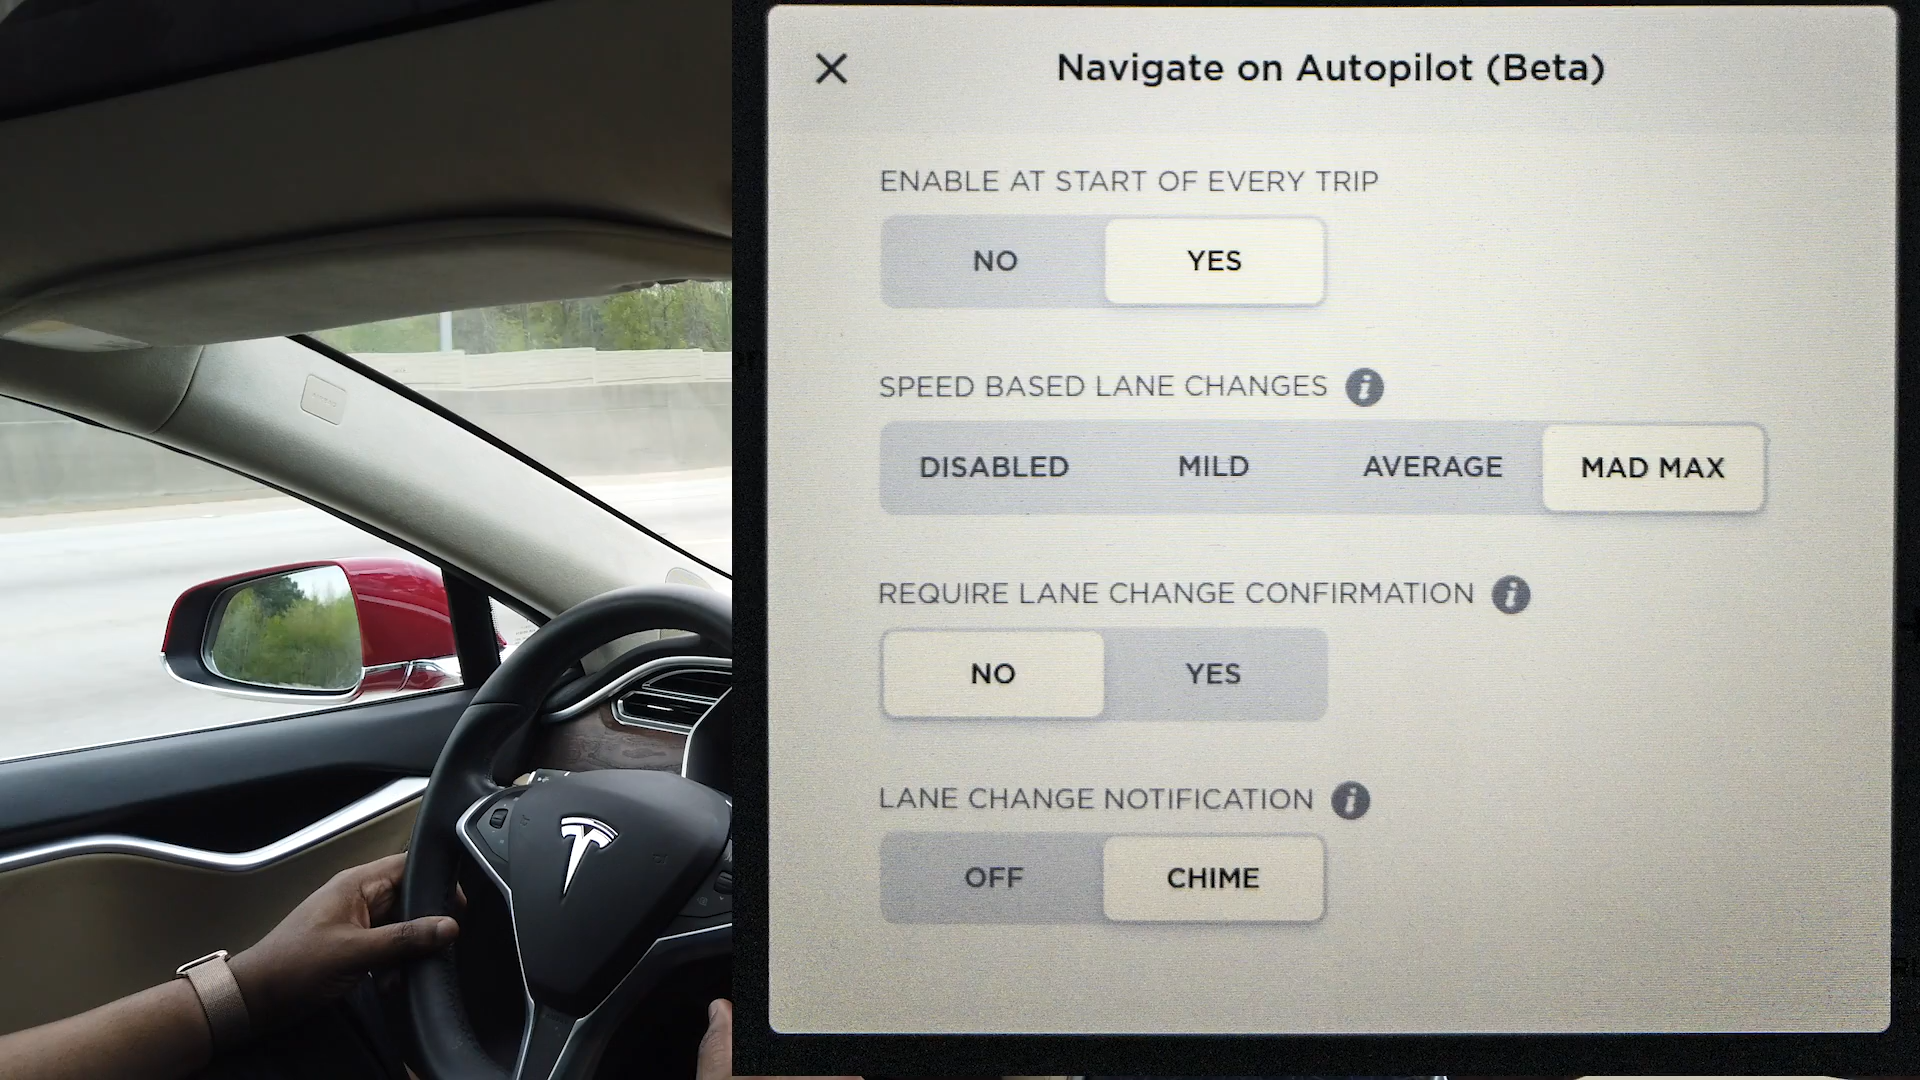 Navigate on Autopilot (Beta)
ENABLE AT START OF EVERY TRIP
NO YES
SPEED BASED LANE CHANGES
DISABLED MILD AVERAGE MAD MAX
REQUIRE LANE CHANGE CONFIRMATION
NO YES
LANE CHANGE NOTIFICATION
OFF CHIME